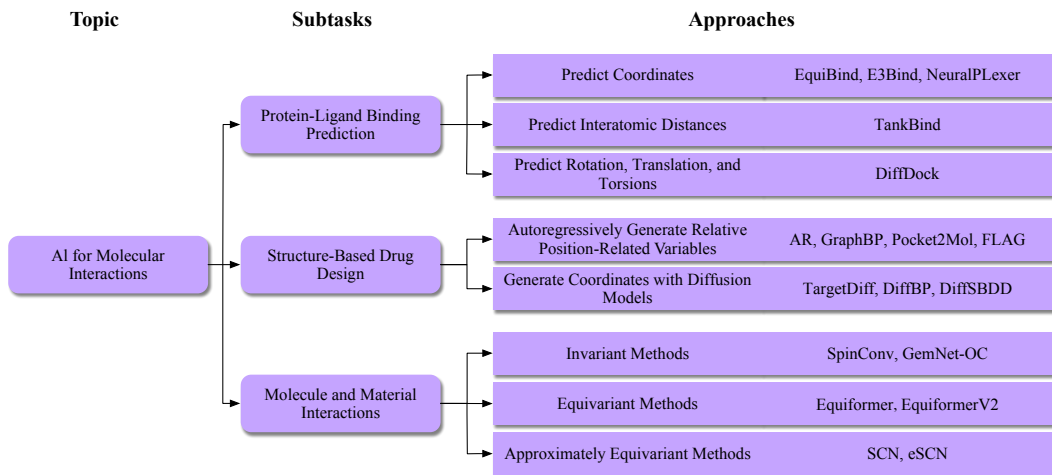 Topic
Subtasks
Approaches
AI for Molecular
Interactions
Protein-Ligand Binding
Prediction
Predict Coordinates
EquiBind, E3Bind, NeuralPLexer
Predict Interatomic Distances
TankBind
Predict Rotation, Translation, and
Torsions
DiffDock
Structure-Based Drug
Design
Autoregressively Generate Relative
Position-Related Variables
AR, GraphBP, Pocket2Mol, FLAG
Generate Coordinates with Diffusion
Models
TargetDiff, DiffBP, DiffSBDD
Molecule and Material
Interactions
Invariant Methods
SpinConv, GemNet-OC
Equivariant Methods
Equiformer, EquiformerV2
Approximately Equivariant Methods
SCN, eSCN